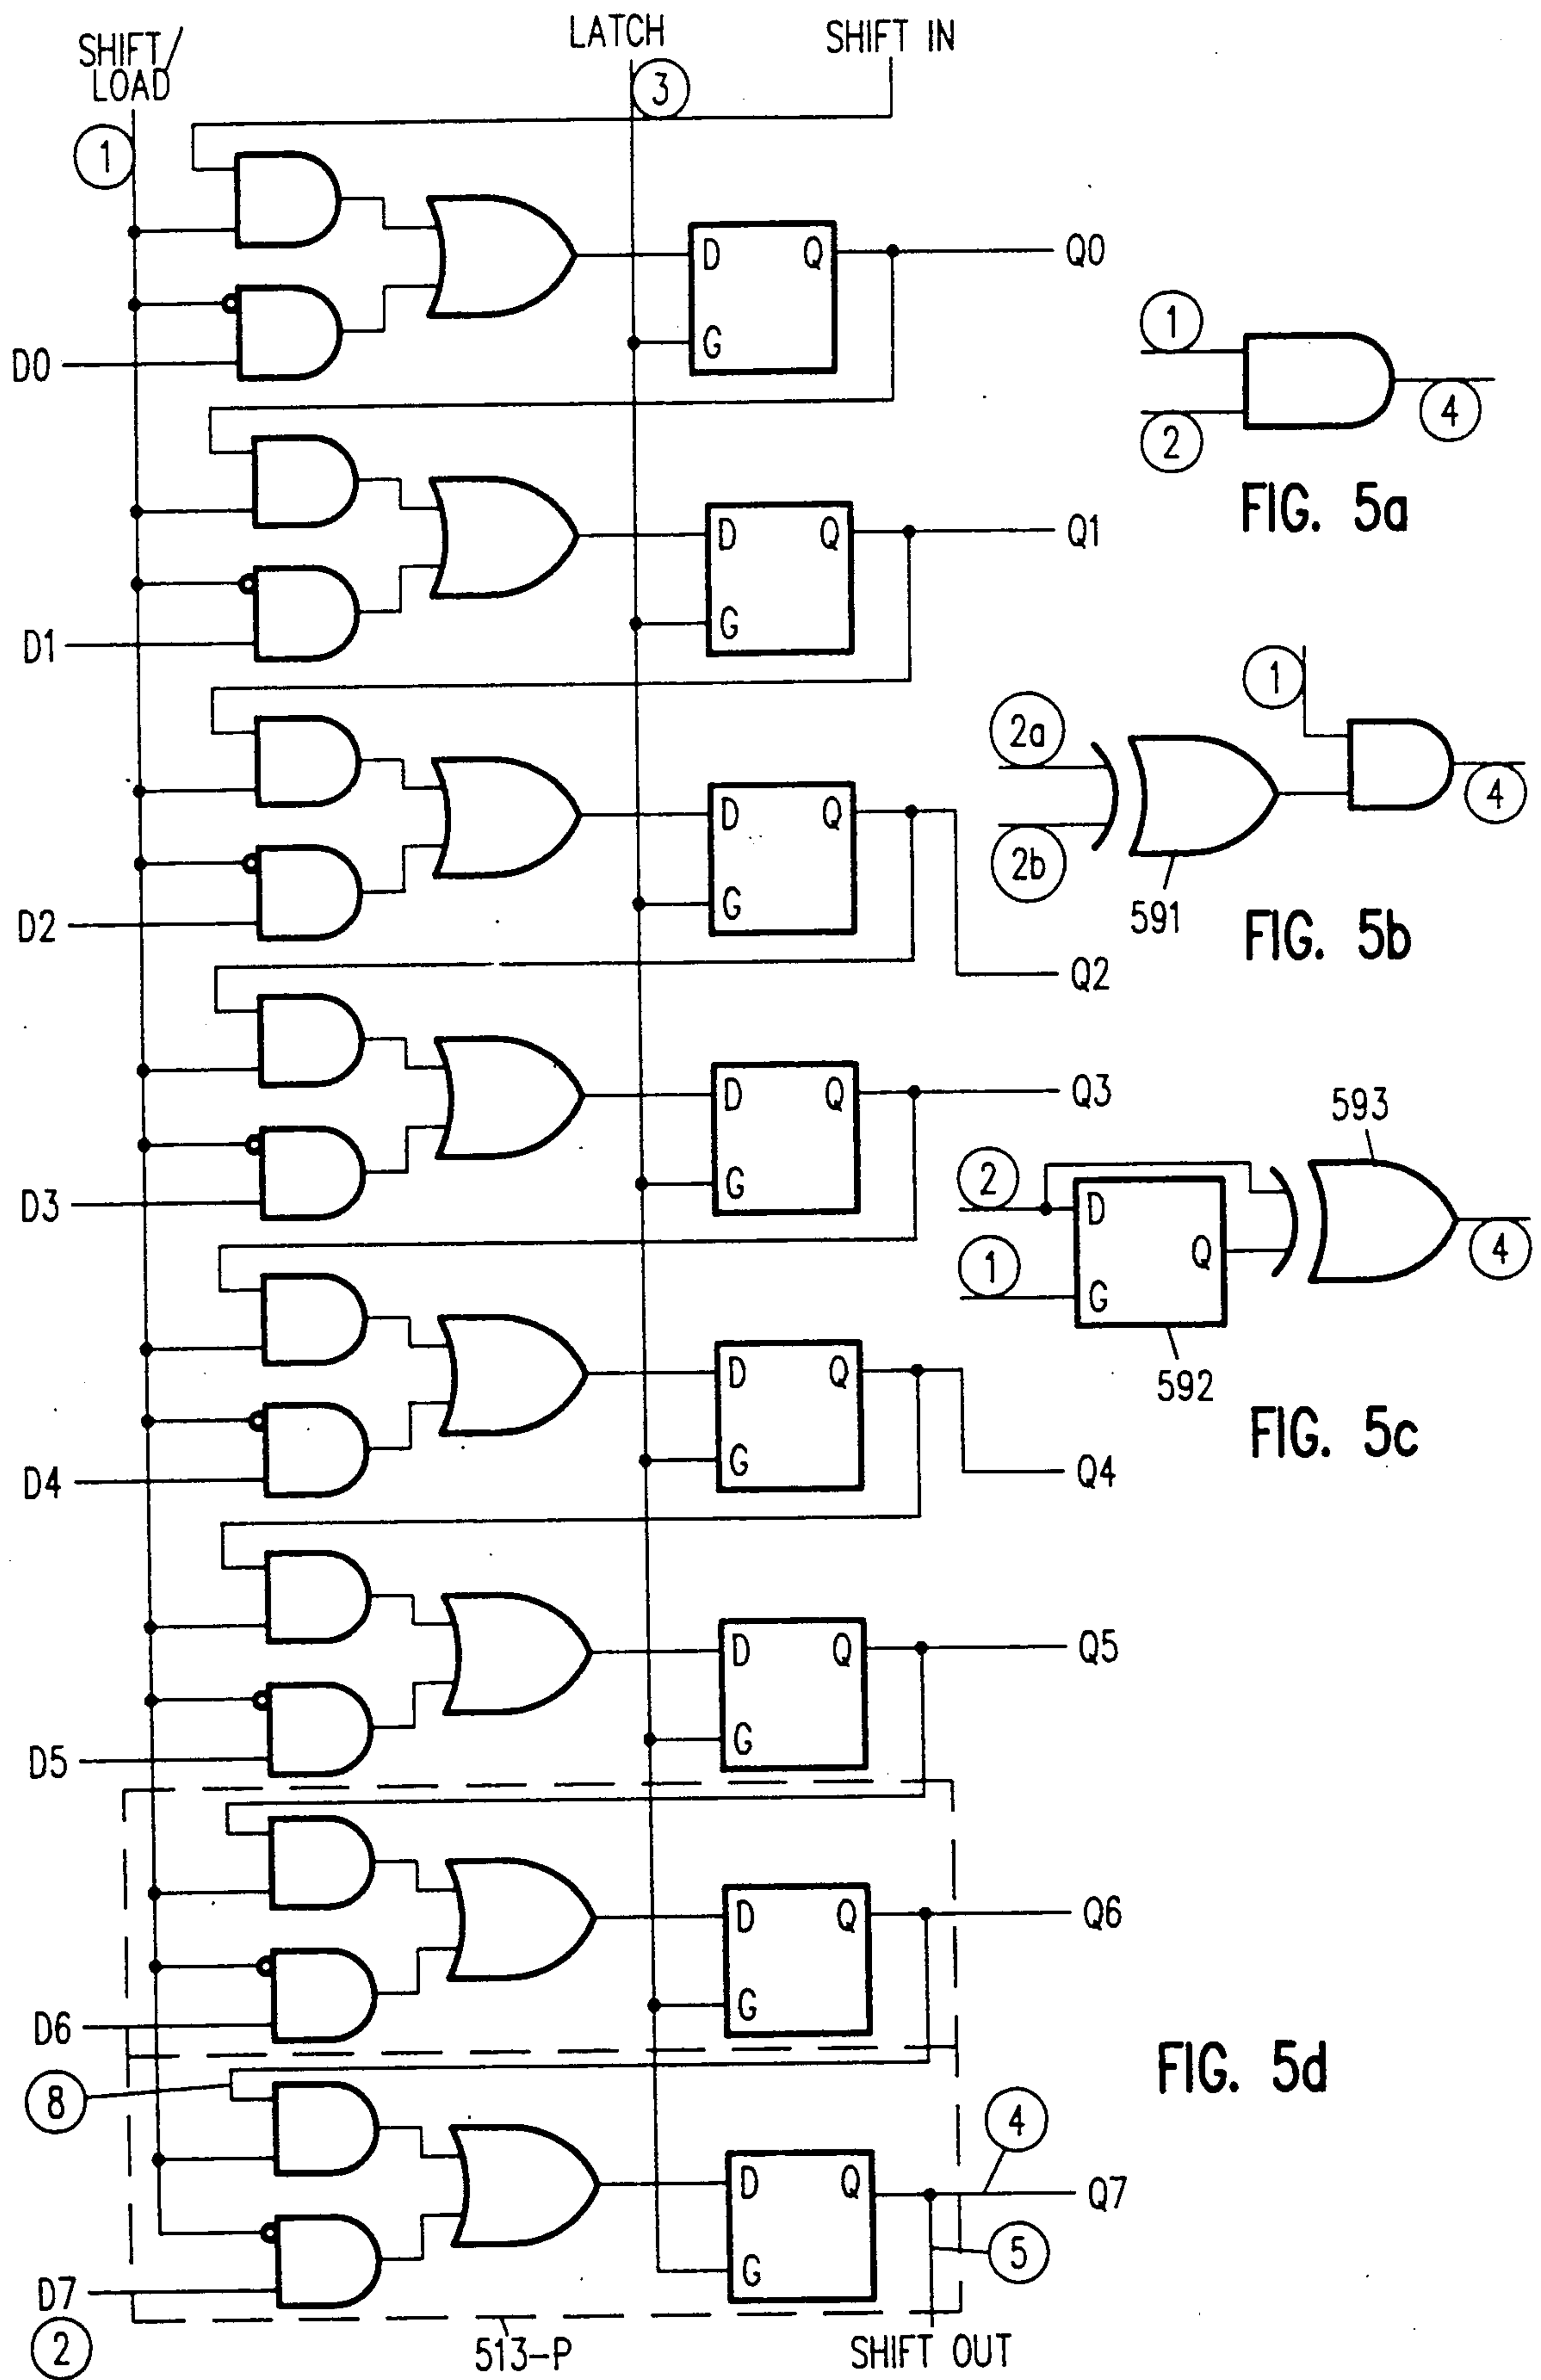 SHIFT/
LOAD
LATCH
SHIFT IN
3
1
D Q
G
Q0
D0
1
2
4
FIG. 5a
D Q
G
Q1
D1
1
2a
2b
4
591
FIG. 5b
D Q
G
D2
Q2
D Q
G
Q3
D3
593
2
1
D
Q
G
4
592
FIG. 5c
D Q
G
D4
Q4
D Q
G
Q5
D5
D Q
G
Q6
D6
FIG. 5d
8
4
D Q
G
Q7
5
D7
2
513-P
SHIFT OUT